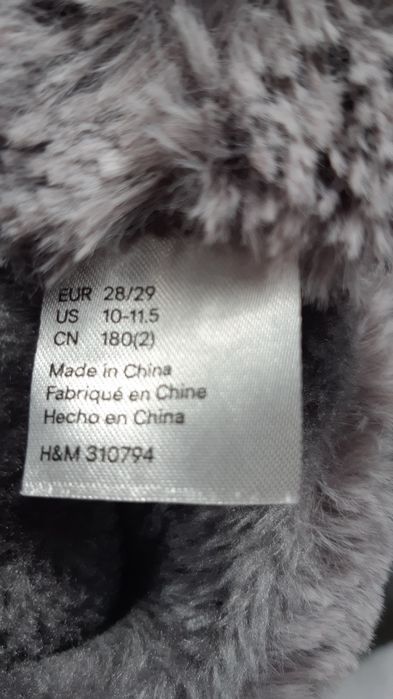 EUR 28/29
US 10-11.5
CN 180(2)
Made in China
Fabriqué en Chine
Hecho en China
H&M 310794